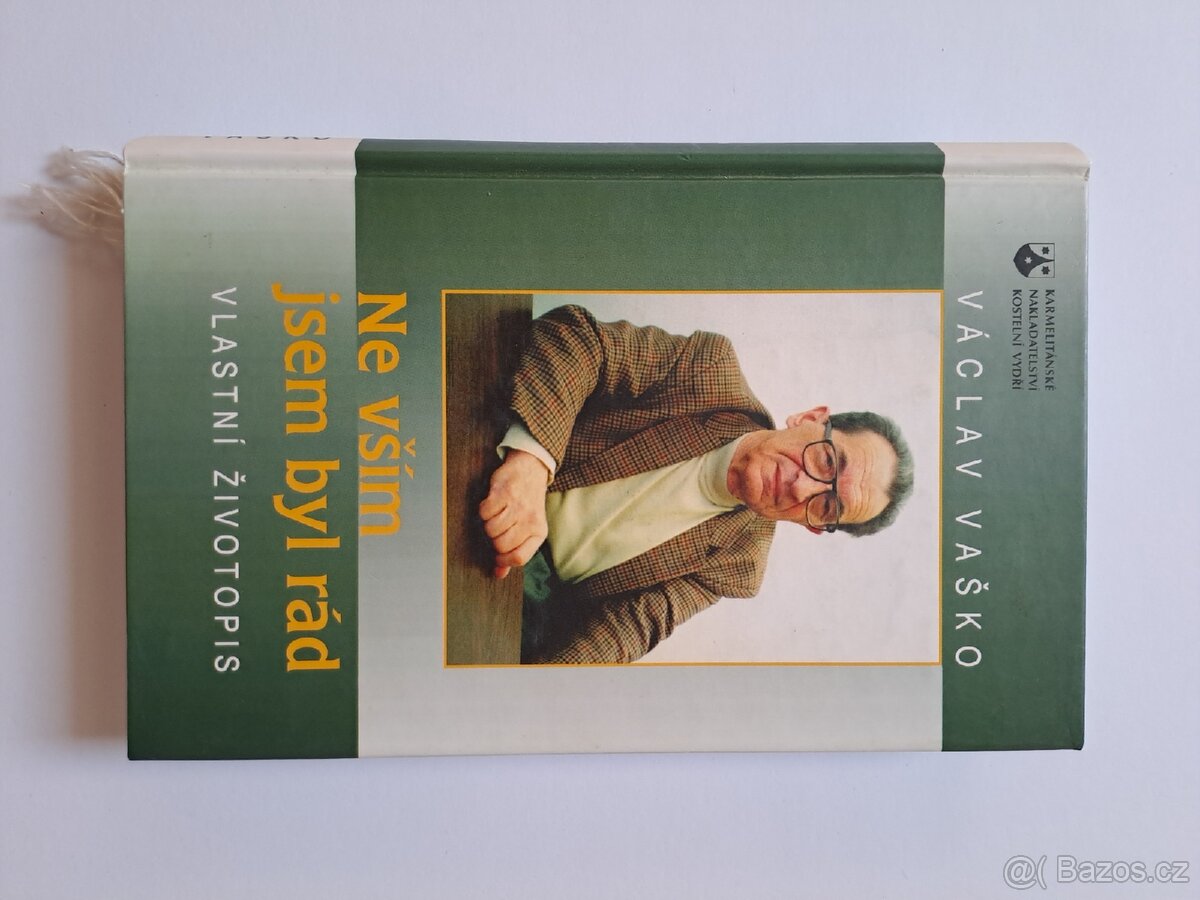 KARMELITÁNSKÉ
NAKLADATELSTVÍ
KOSTELNÍ VYDŘÍ
VÁCLAV VAŠKO
Ne vším
jsem byl rád
VLASTNÍ ŽIVOTOPIS
@( Bazos.cz